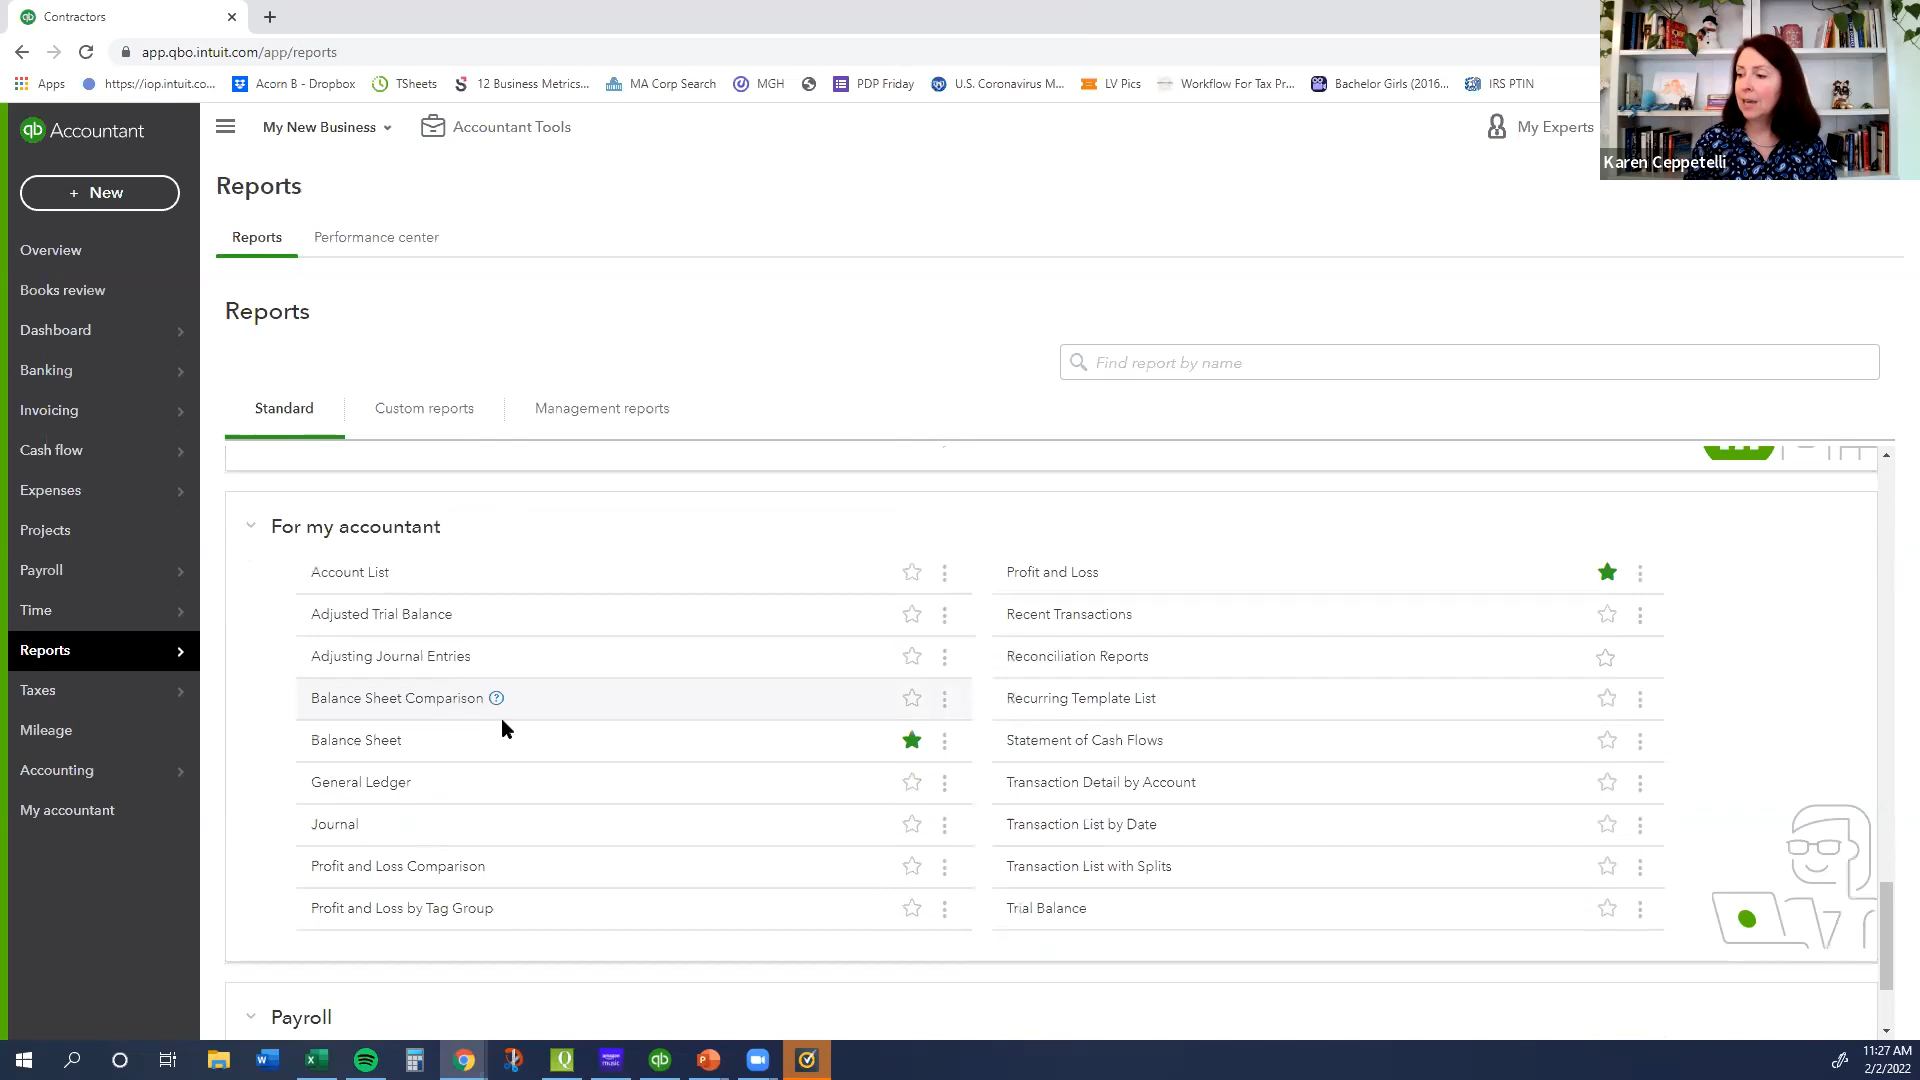 Contractors
app.qbo.intuit.com/app/reports
Apps
https://iop.intuit.co...
Acorn B - Dropbox
TSheets
12 Business Metrics...
MA Corp Search
MGH
PDP Friday
U.S. Coronavirus M...
LV Pics
Workflow For Tax Pr...
Bachelor Girls (2016...
IRS PTIN
Karen Ceppetelli
qb Accountant
My New Business
Accountant Tools
My Experts
+ New
Overview
Books review
Dashboard
Banking
Invoicing
Cash flow
Expenses
Projects
Payroll
Time
Reports
Taxes
Mileage
Accounting
My accountant
Reports
Reports
Performance center
Reports
Find report by name
Standard
Custom reports
Management reports
For my accountant
Account List
Adjusted Trial Balance
Adjusting Journal Entries
Balance Sheet Comparison ?
Balance Sheet
General Ledger
Journal
Profit and Loss Comparison
Profit and Loss by Tag Group
Profit and Loss
Recent Transactions
Reconciliation Reports
Recurring Template List
Statement of Cash Flows
Transaction Detail by Account
Transaction List by Date
Transaction List with Splits
Trial Balance
Payroll
11:27 AM
2/2/2022